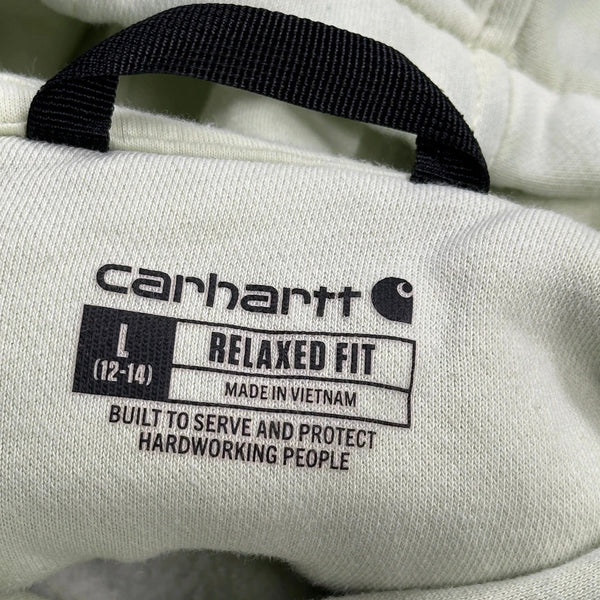 carhartt
L
(12-14)
RELAXED FIT
MADE IN VIETNAM
BUILT TO SERVE AND PROTECT
HARDWORKING PEOPLE